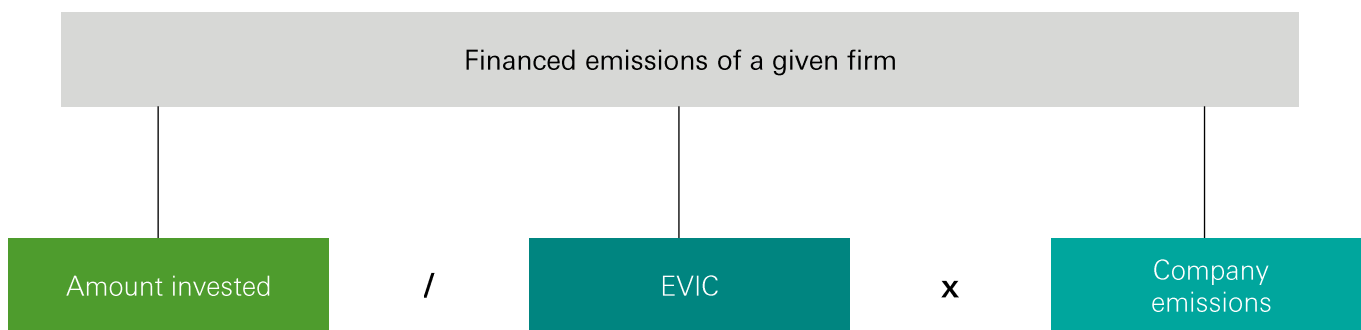 Financed emissions of a given firm
Amount invested
/
EVIC
x
Company
emissions